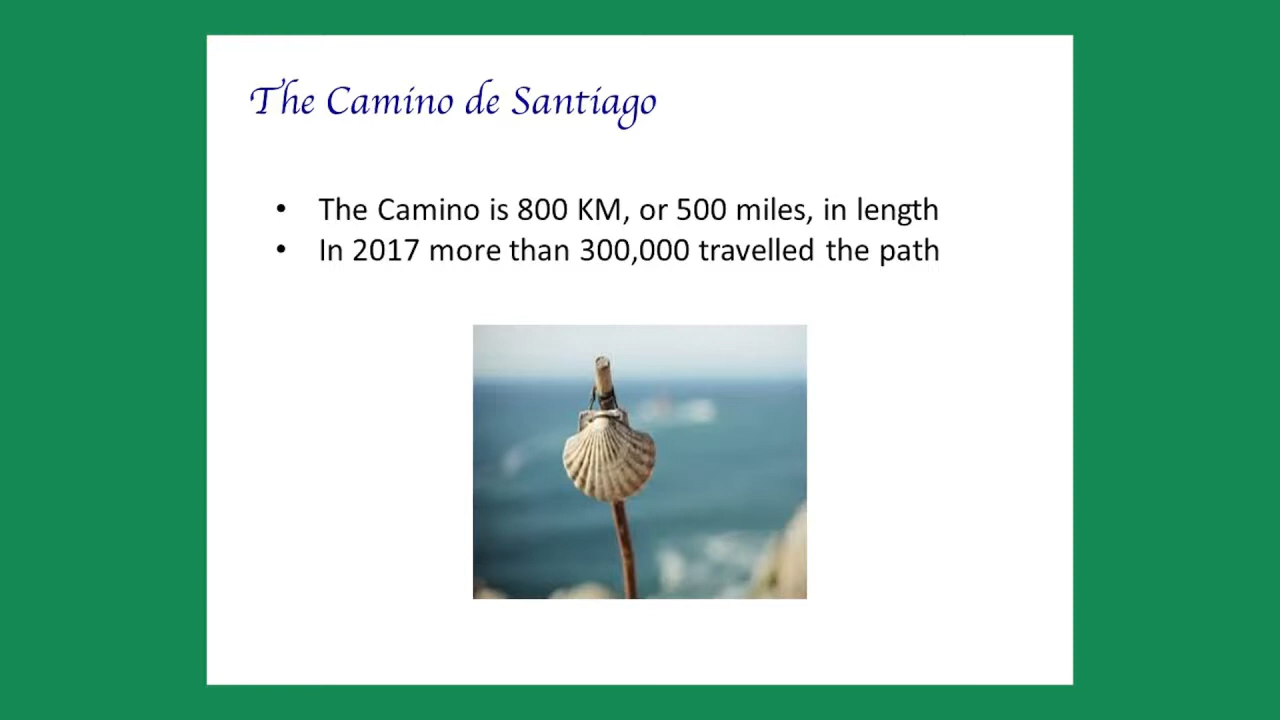 The Camino de Santiago
• The Camino is 800 KM, or 500 miles, in length
• In 2017 more than 300,000 travelled the path